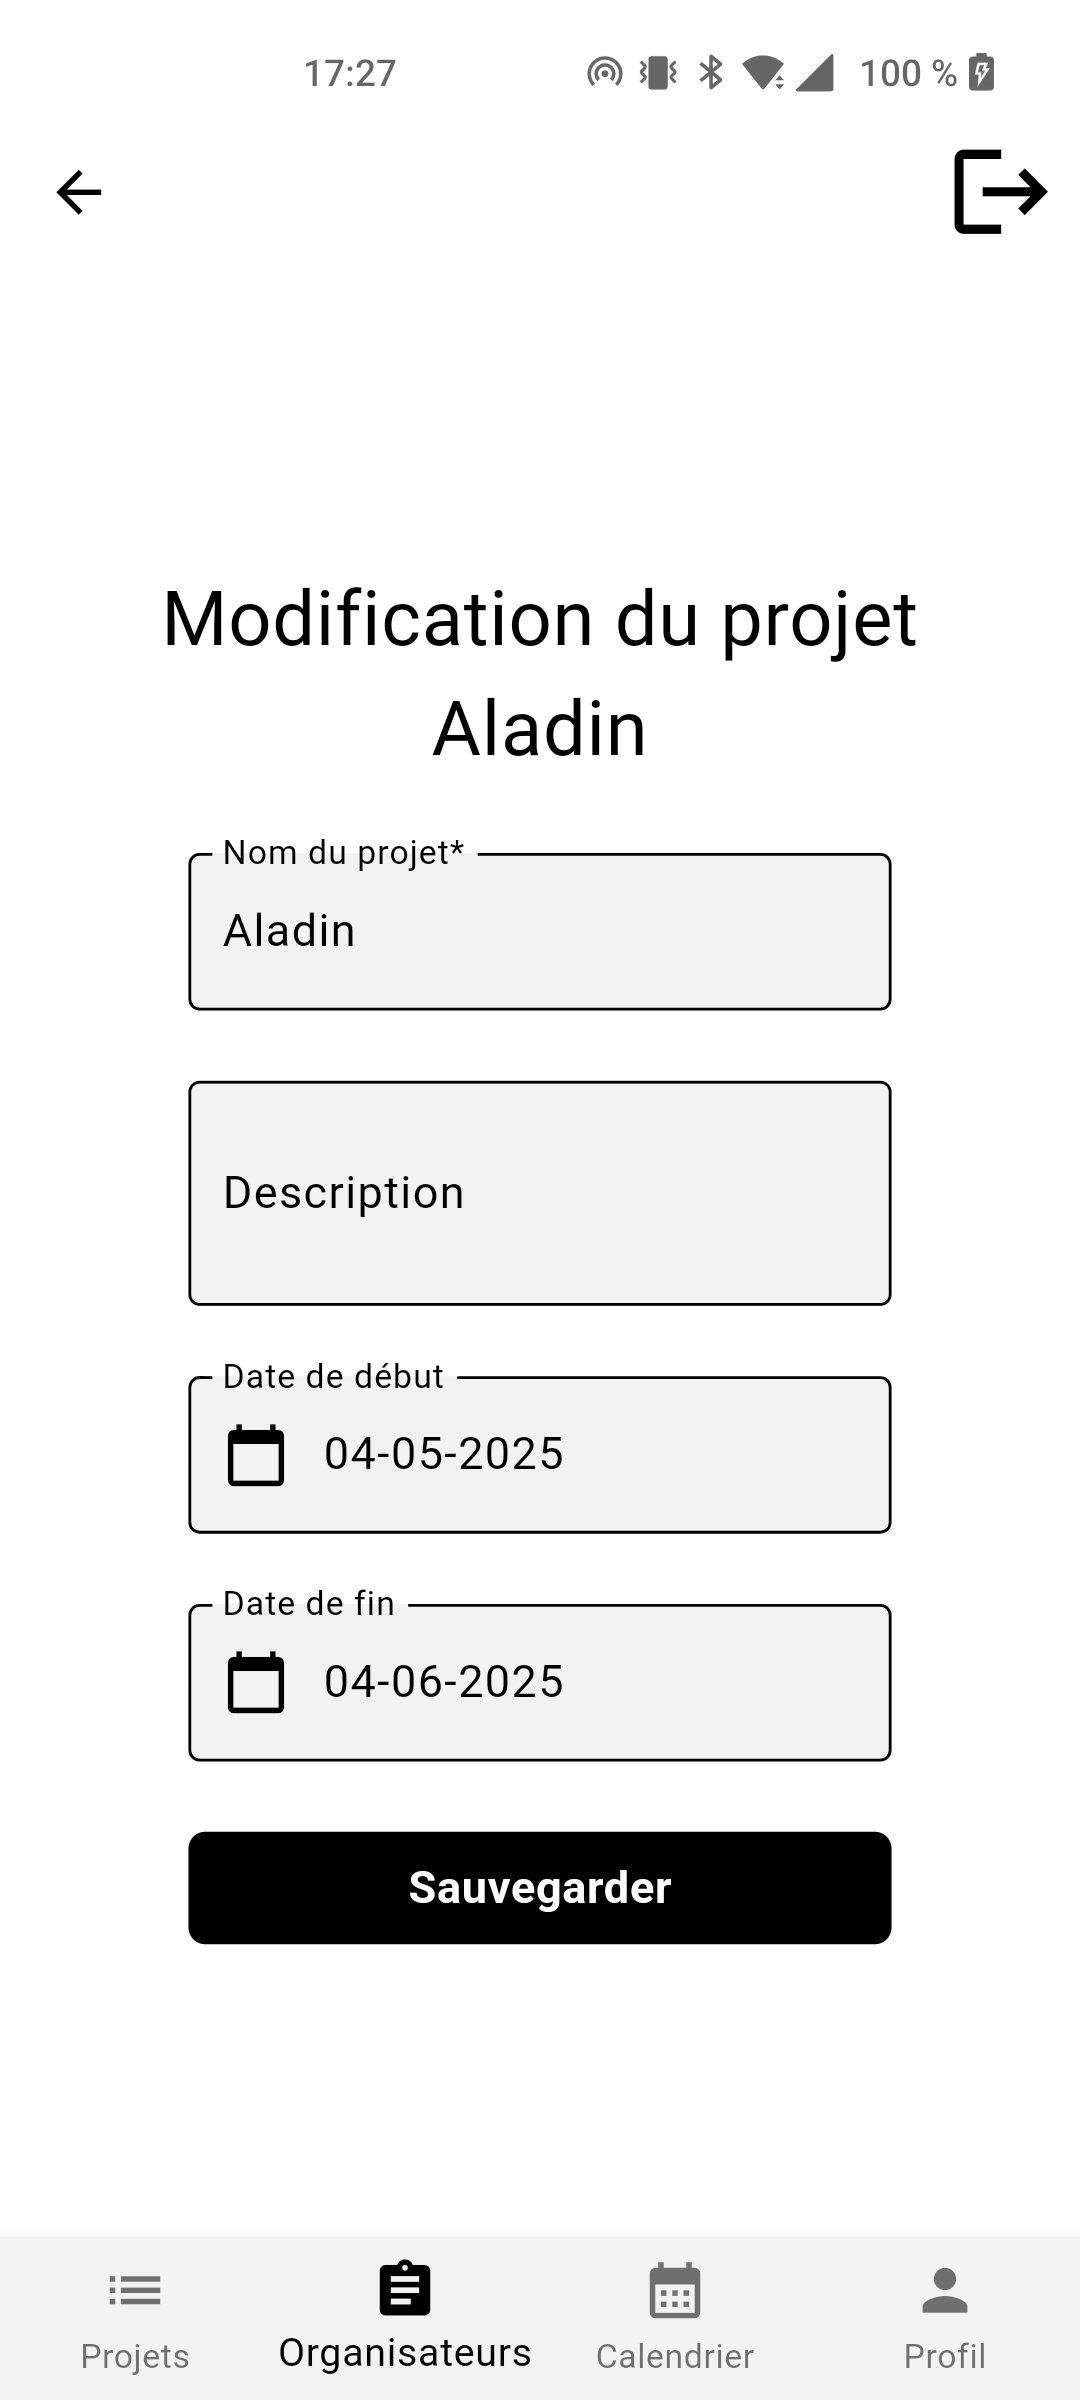 17:27
100 %
Modification du projet
Aladin
Nom du projet*
Aladin
Description
Date de début
04-05-2025
Date de fin
04-06-2025
Sauvegarder
Projets
Organisateurs
Calendrier
Profil